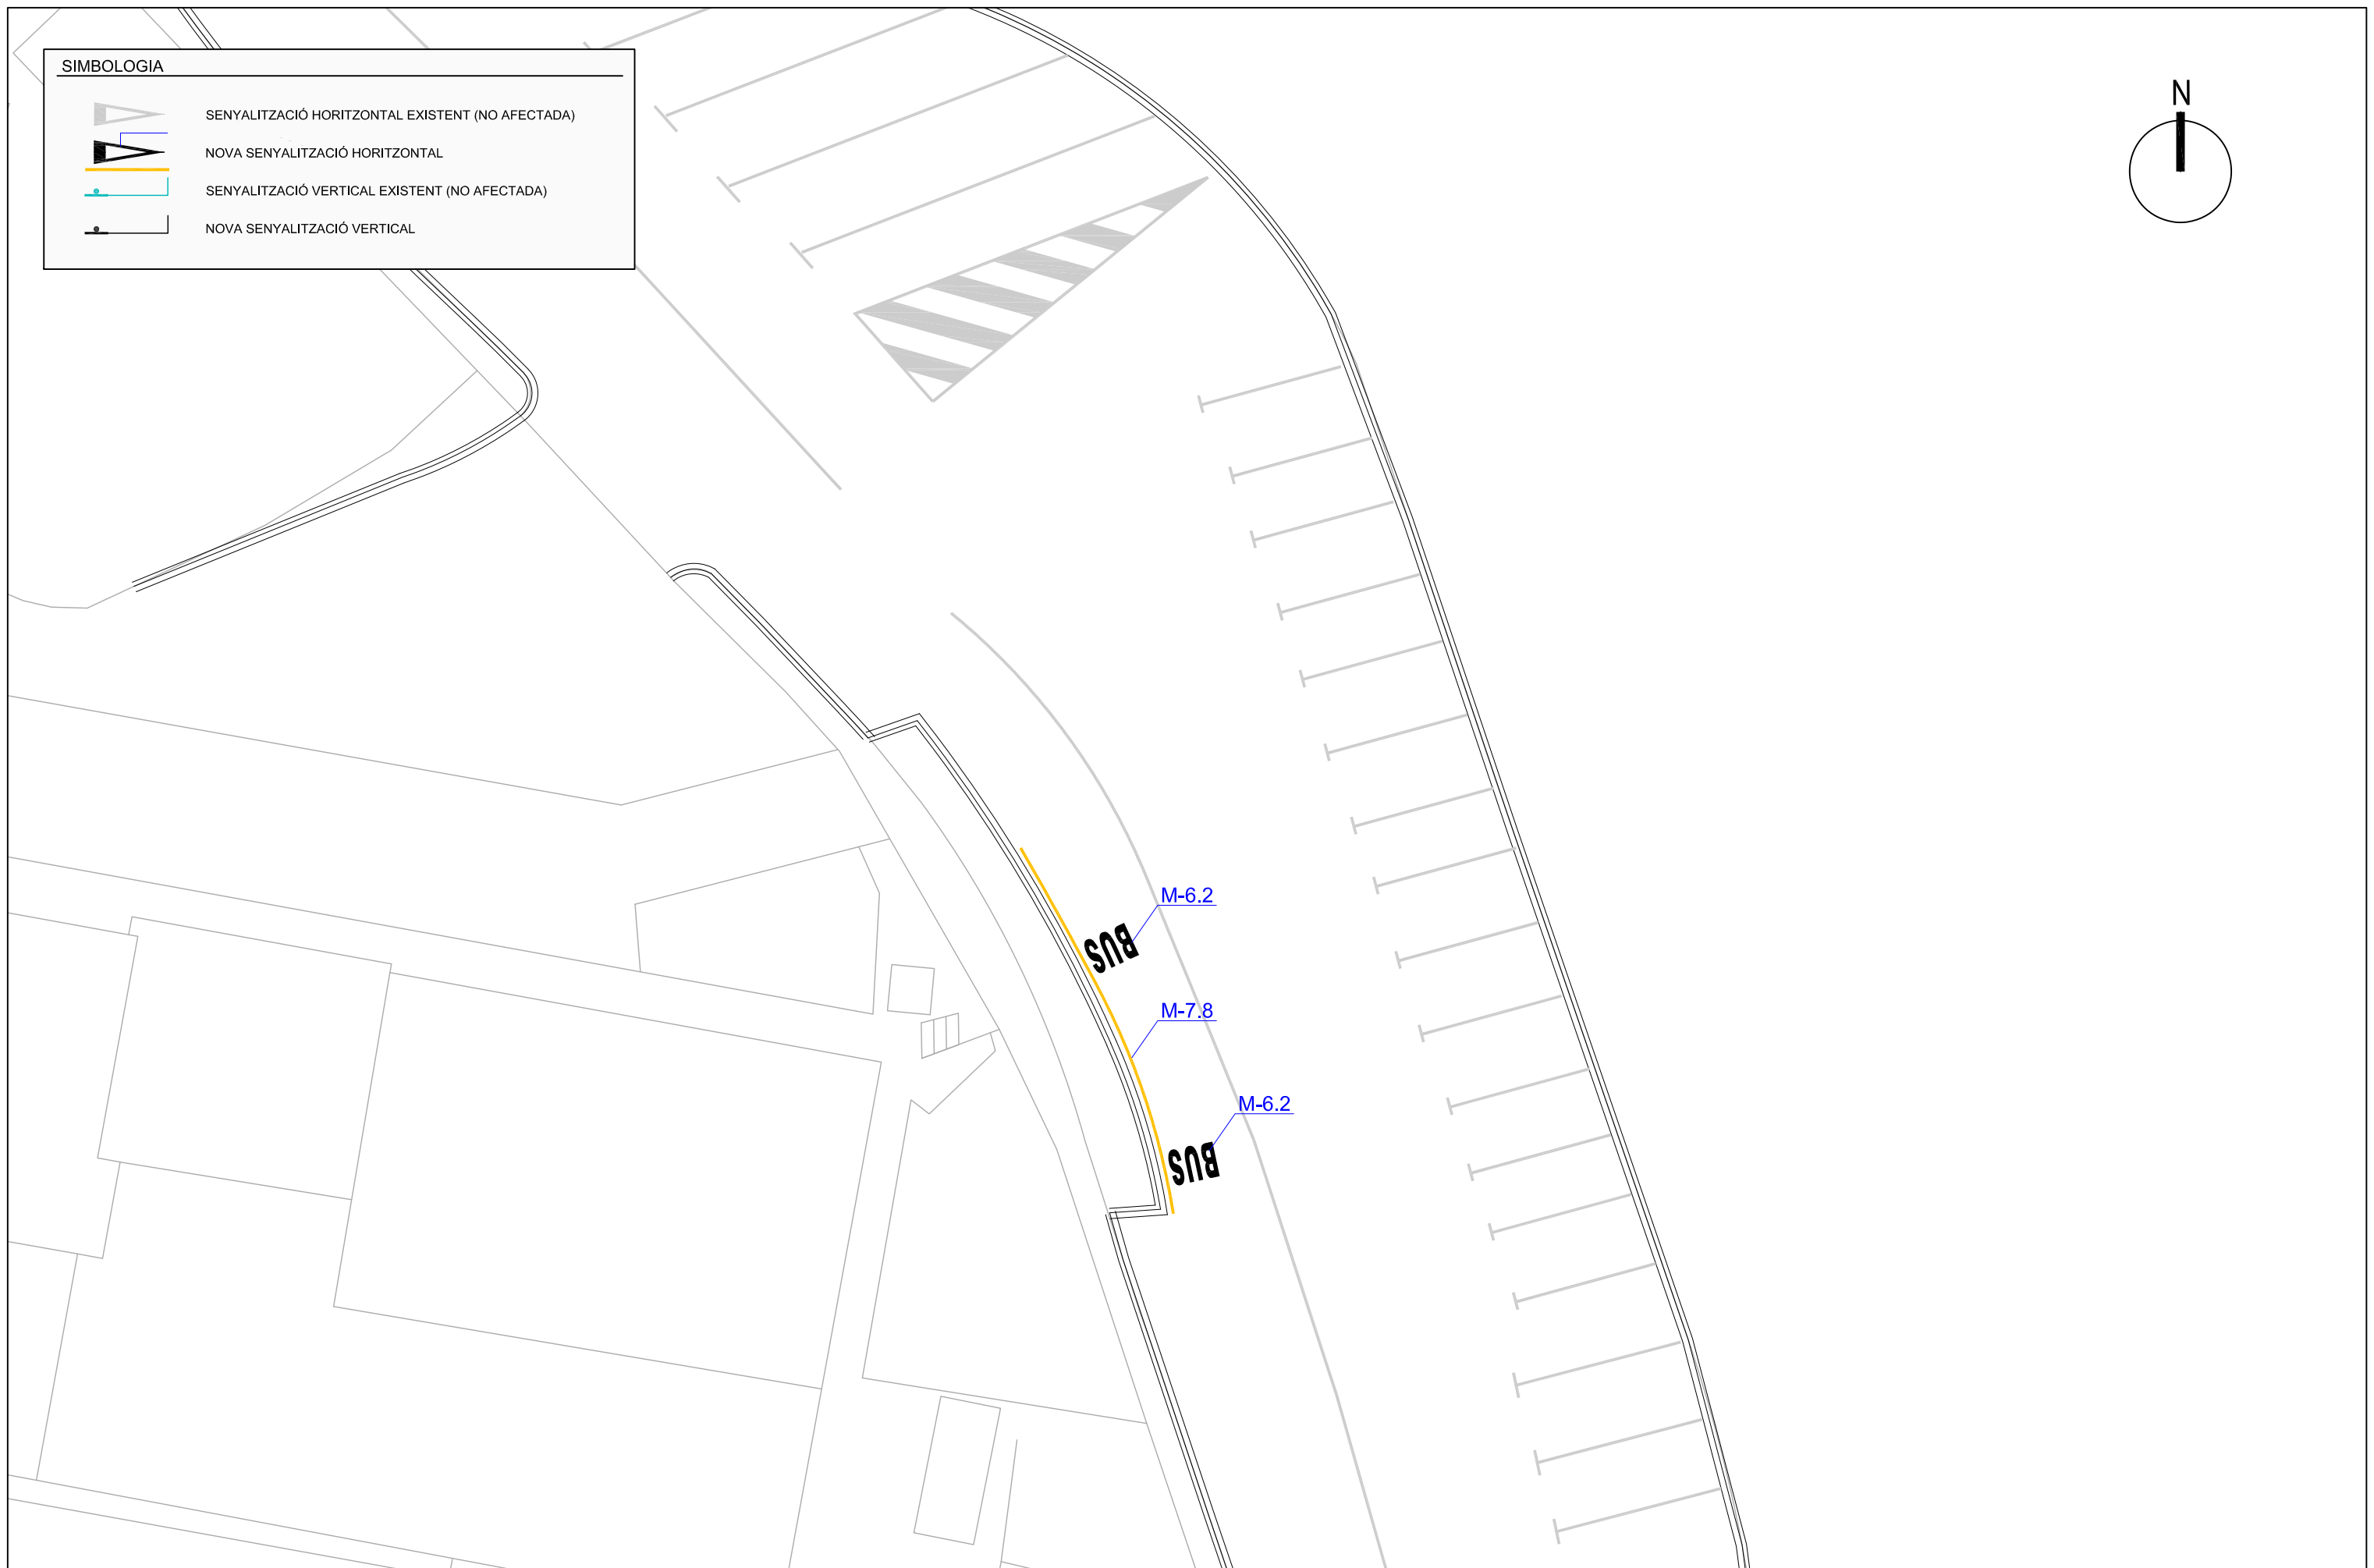 SIMBOLOGIA
SENYALITZACIÓ HORITZONTAL EXISTENT (NO AFECTADA)
NOVA SENYALITZACIÓ HORITZONTAL
SENYALITZACIÓ VERTICAL EXISTENT (NO AFECTADA)
NOVA SENYALITZACIÓ VERTICAL
N
M-6.2
BUS
M-7.8
M-6.2
BUS